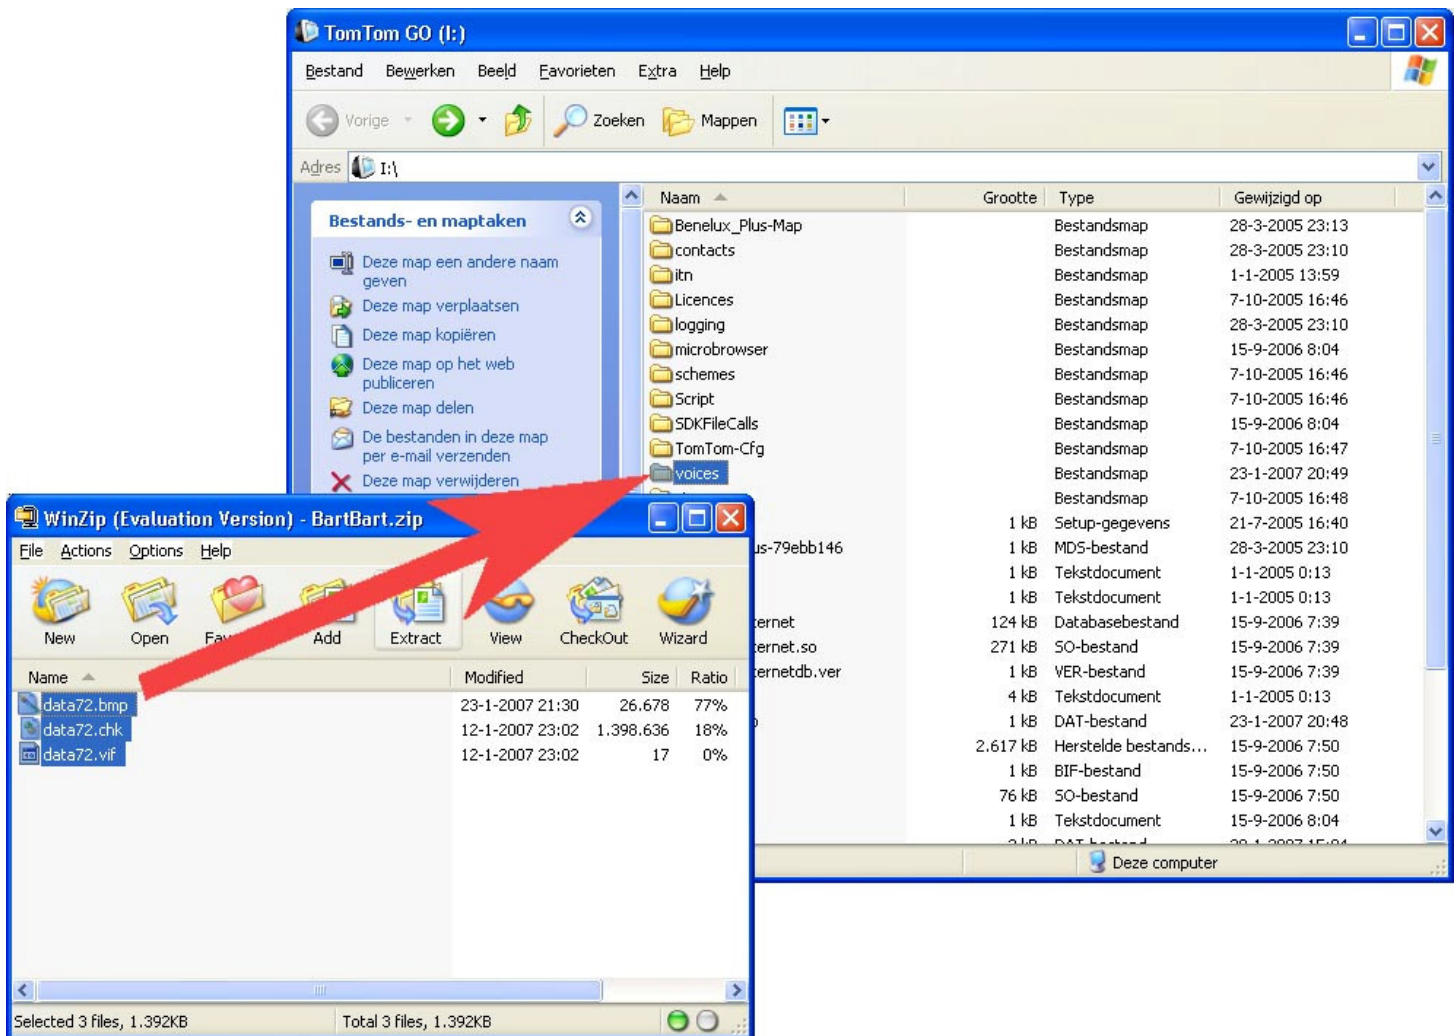 TomTom GO (I:)
Bestand Bewerken Beeld Favorieten Extra Help
Vorige Zoeken Mappen
Adres I:\
Naam Grootte Type Gewijzigd op
Bestands- en maptaken
Deze map een andere naam
geven
Deze map verplaatsen
Deze map kopiëren
Deze map op het web
publiceren
Deze map delen
De bestanden in deze map
per e-mail verzenden
Deze map verwijderen
Benelux_Plus-Map Bestandsmap 28-3-2005 23:13
contacts Bestandsmap 28-3-2005 23:10
itn Bestandsmap 1-1-2005 13:59
Licences Bestandsmap 7-10-2005 16:46
logging Bestandsmap 28-3-2005 23:10
microbrowser Bestandsmap 15-9-2006 8:04
schemes Bestandsmap 7-10-2005 16:46
Script Bestandsmap 7-10-2005 16:46
SDKFileCalls Bestandsmap 15-9-2006 8:04
TomTom-Cfg Bestandsmap 7-10-2005 16:47
voices Bestandsmap 23-1-2007 20:49
Bestandsmap 7-10-2005 16:48
1 kB Setup-gegevens 21-7-2005 16:40
us-79ebb146 1 kB MDS-bestand 28-3-2005 23:10
1 kB Tekstdocument 1-1-2005 0:13
1 kB Tekstdocument 1-1-2005 0:13
ternet 124 kB Databasebestand 15-9-2006 7:39
ternet.so 271 kB SO-bestand 15-9-2006 7:39
ernetdb.ver 1 kB VER-bestand 15-9-2006 7:39
4 kB Tekstdocument 1-1-2005 0:13
1 kB DAT-bestand 23-1-2007 20:48
2.617 kB Herstelde bestands... 15-9-2006 7:50
1 kB BIF-bestand 15-9-2006 7:50
76 kB SO-bestand 15-9-2006 7:50
1 kB Tekstdocument 15-9-2006 8:04
Deze computer
WinZip (Evaluation Version) - BartBart.zip
File Actions Options Help
New Open Add Extract View CheckOut Wizard
Name Modified Size Ratio
data72.bmp 23-1-2007 21:30 26.678 77%
data72.chk 12-1-2007 23:02 1.398.636 18%
data72.vif 12-1-2007 23:02 17 0%
Selected 3 files, 1.392KB Total 3 files, 1.392KB